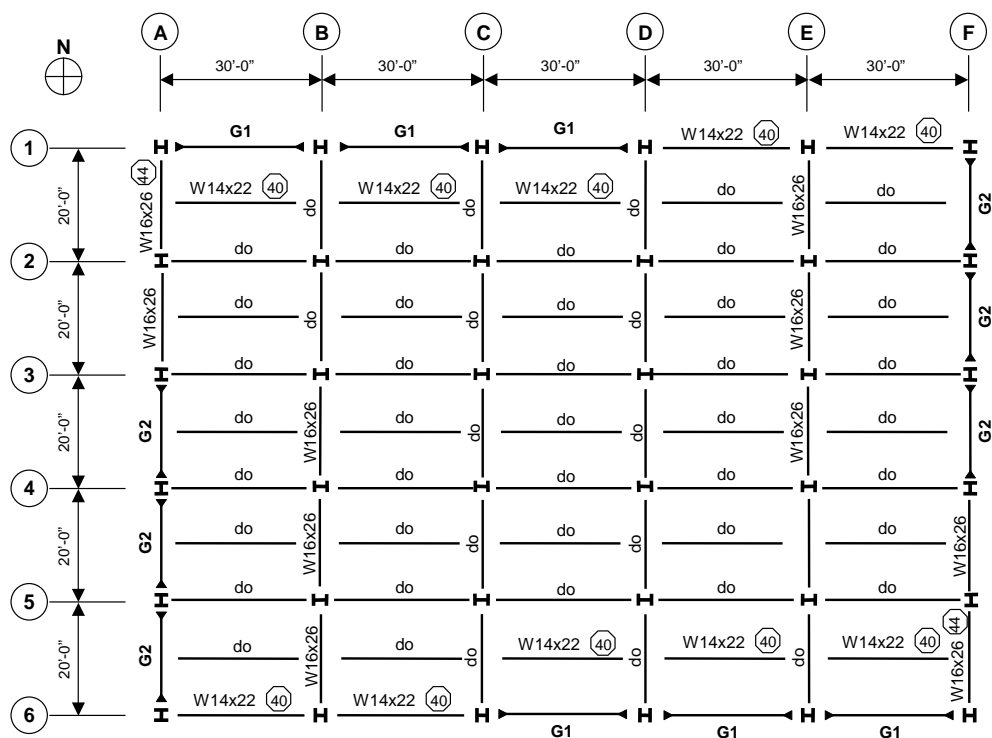 A B C D E F
N
30'-0" 30'-0" 30'-0" 30'-0" 30'-0"
G1 G1 G1 W14x22 40 W14x22 40
1
20'-0" W16x26 44 W14x22 40 do W14x22 40 do W14x22 40 do do W16x26 do G2
2 do do do do do
20'-0" W16x26 do do do do do do do W16x26 do G2
3 do do do do do
20'-0" G2 do W16x26 do do do do do W16x26 do G2
4 do do do do do
20'-0" G2 do W16x26 do do do do do do W16x26
5 do do do do do
20'-0" G2 do W16x26 do do W14x22 40 do W14x22 40 do W14x22 40 W16x26 44
W14x22 40 W14x22 40
6
G1 G1 G1